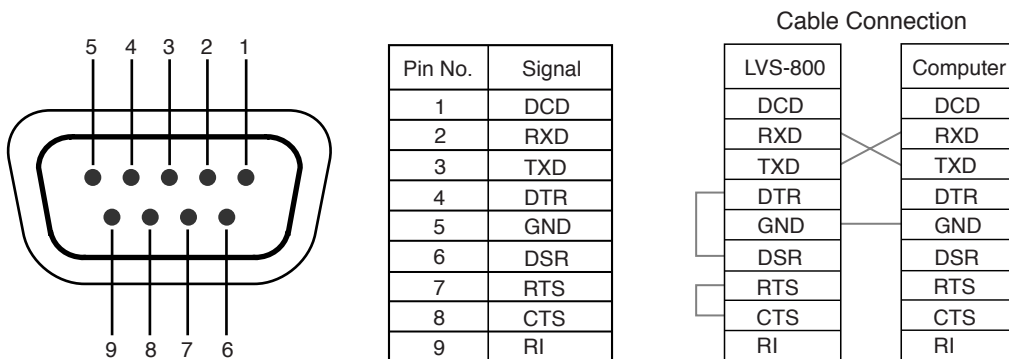 Cable Connection
5 4 3 2 1
9 8 7 6
Pin No. Signal
1 DCD
2 RXD
3 TXD
4 DTR
5 GND
6 DSR
7 RTS
8 CTS
9 RI
LVS-800 Computer
DCD DCD
RXD RXD
TXD TXD
DTR DTR
GND GND
DSR DSR
RTS RTS
CTS CTS
RI RI